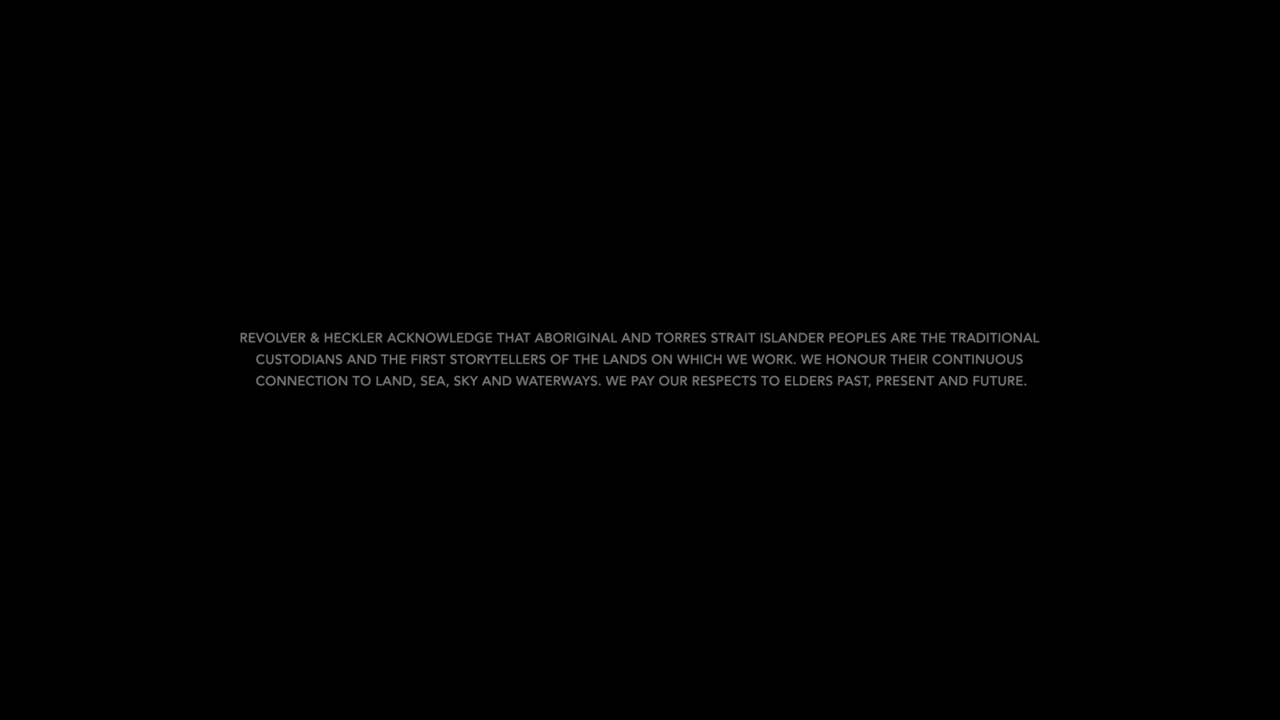 REVOLVER & HECKLER ACKNOWLEDGE THAT ABORIGINAL AND TORRES STRAIT ISLANDER PEOPLES ARE THE TRADITIONAL
CUSTODIANS AND THE FIRST STORYTELLERS OF THE LANDS ON WHICH WE WORK. WE HONOUR THEIR CONTINUOUS
CONNECTION TO LAND, SEA, SKY AND WATERWAYS. WE PAY OUR RESPECTS TO ELDERS PAST, PRESENT AND FUTURE.